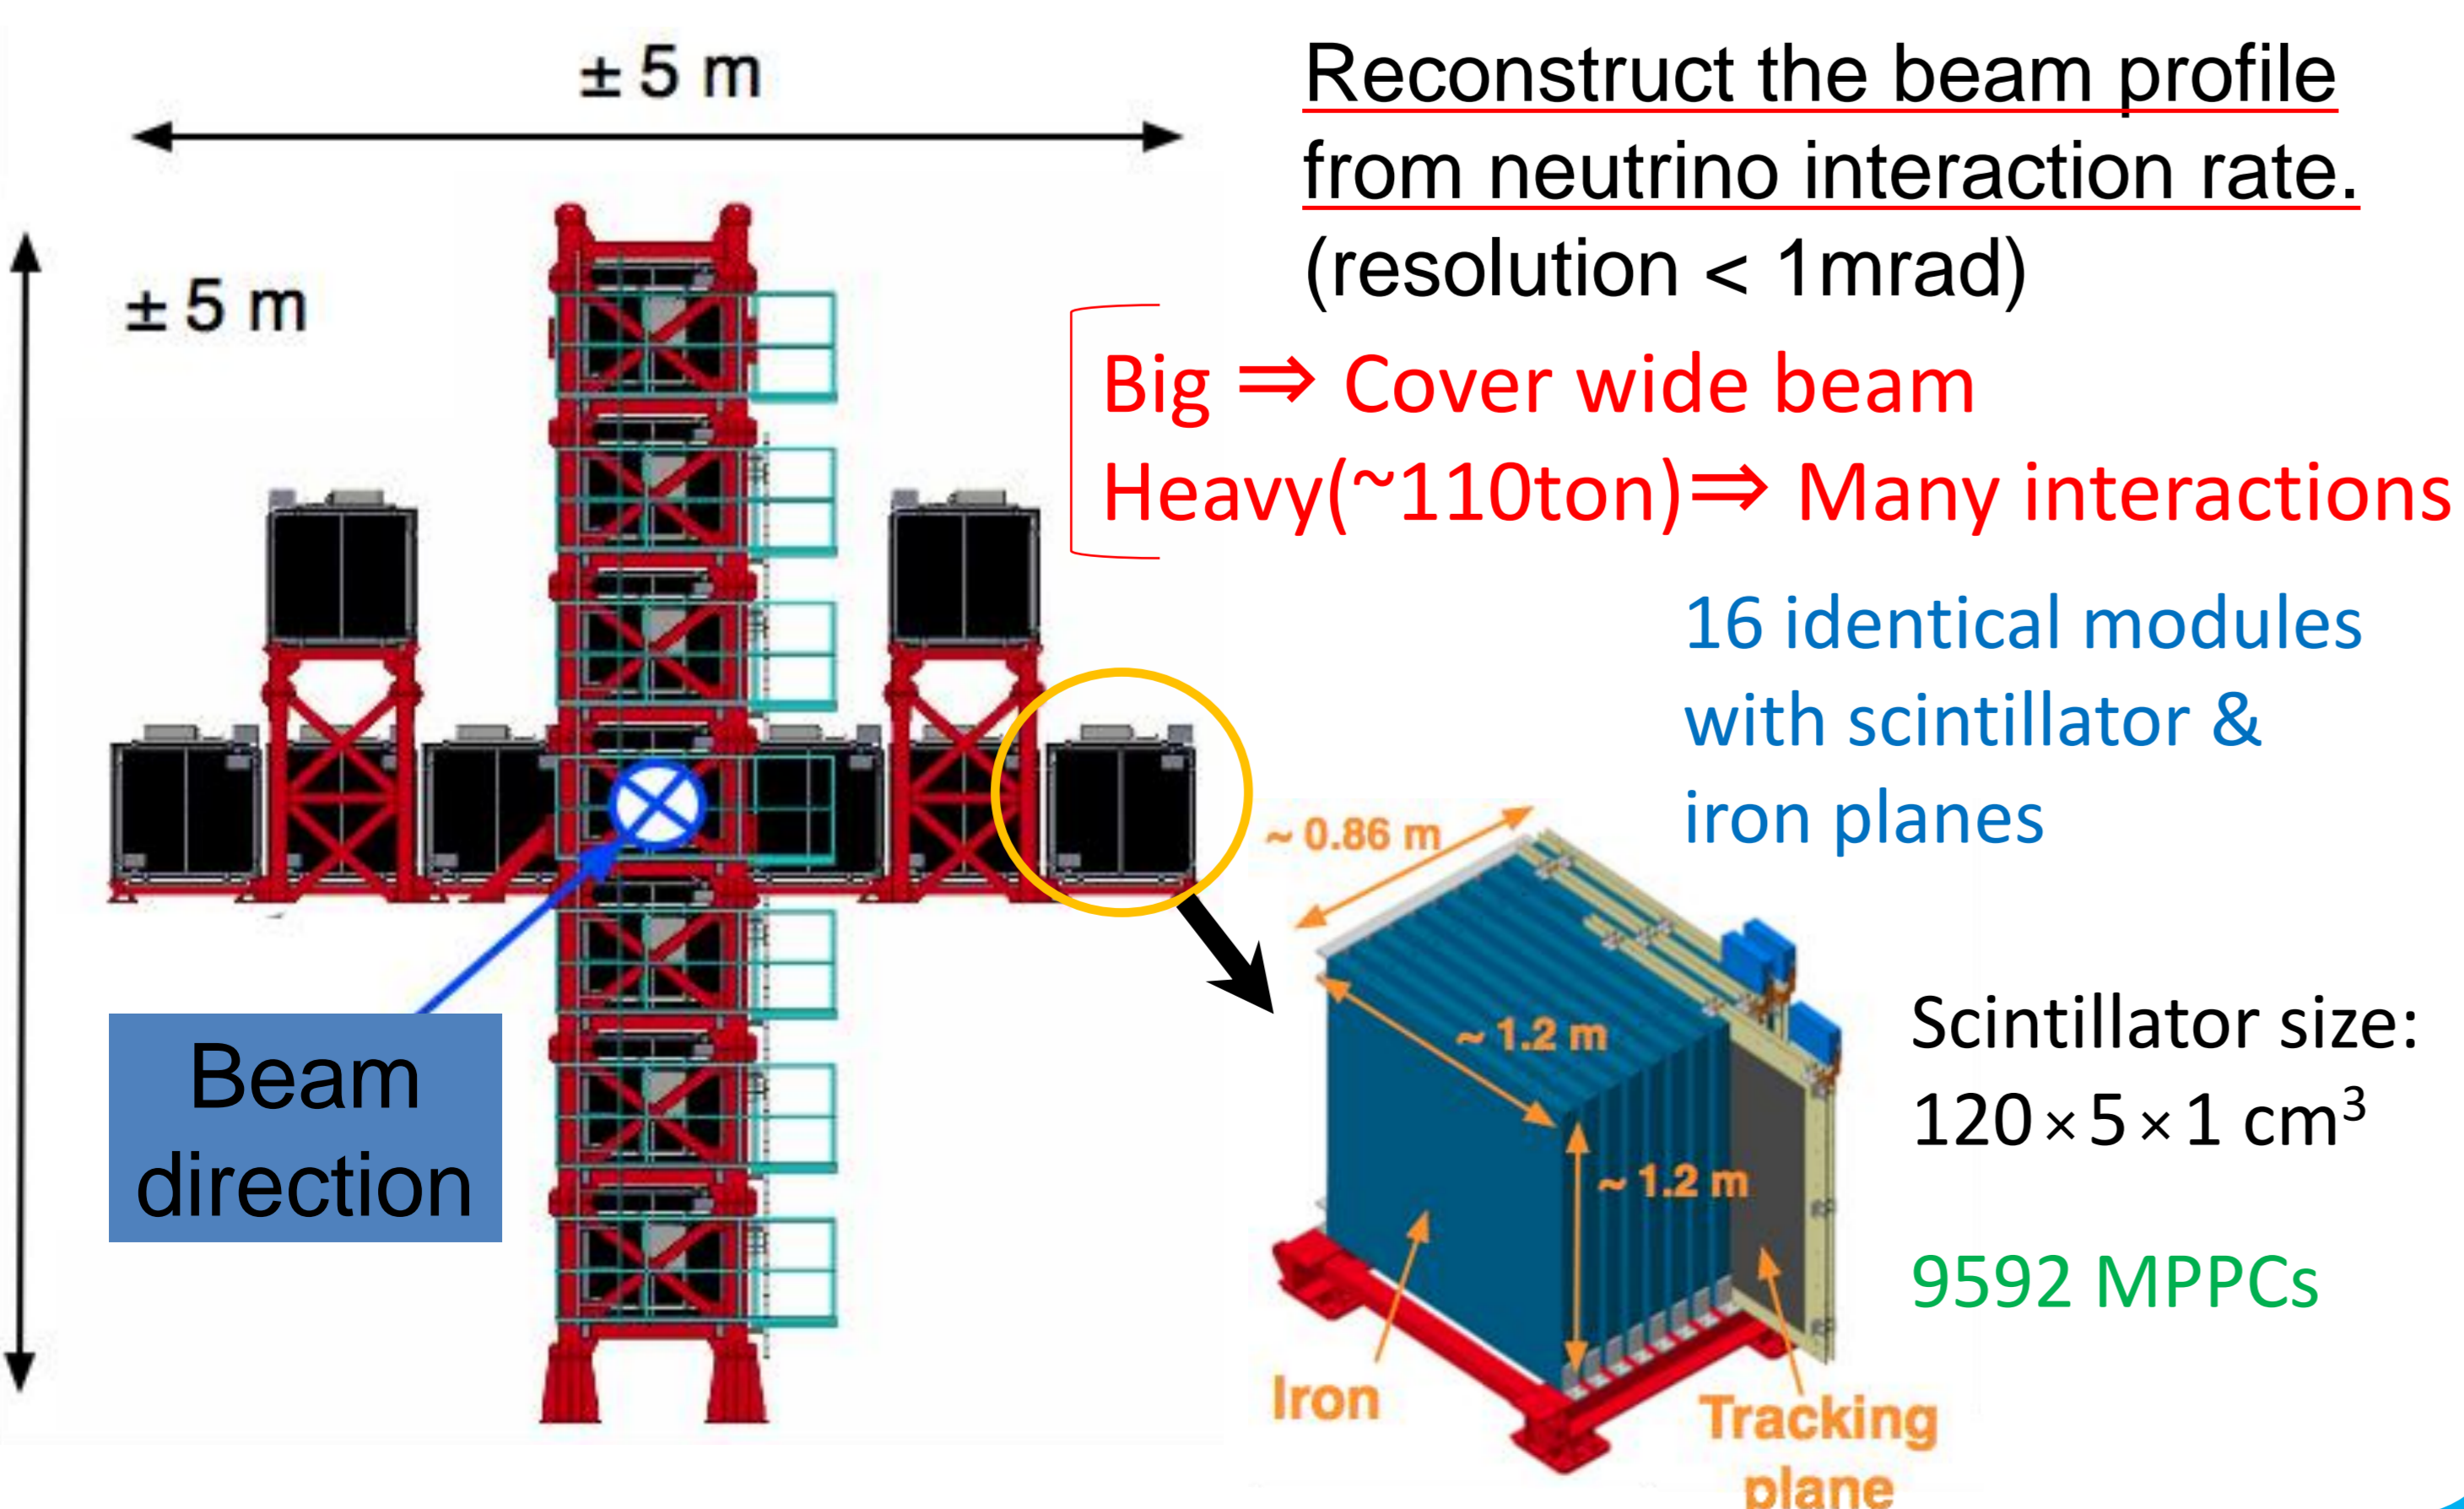 ± 5 m
± 5 m
Reconstruct the beam profile
from neutrino interaction rate.
(resolution < 1mrad)
Big ⇒ Cover wide beam
Heavy(~110ton)⇒ Many interactions
16 identical modules
with scintillator &
iron planes
~ 0.86 m
~ 1.2 m
~ 1.2 m
Iron
Tracking
plane
Scintillator size:
120×5×1 cm³
9592 MPPCs
Beam
direction